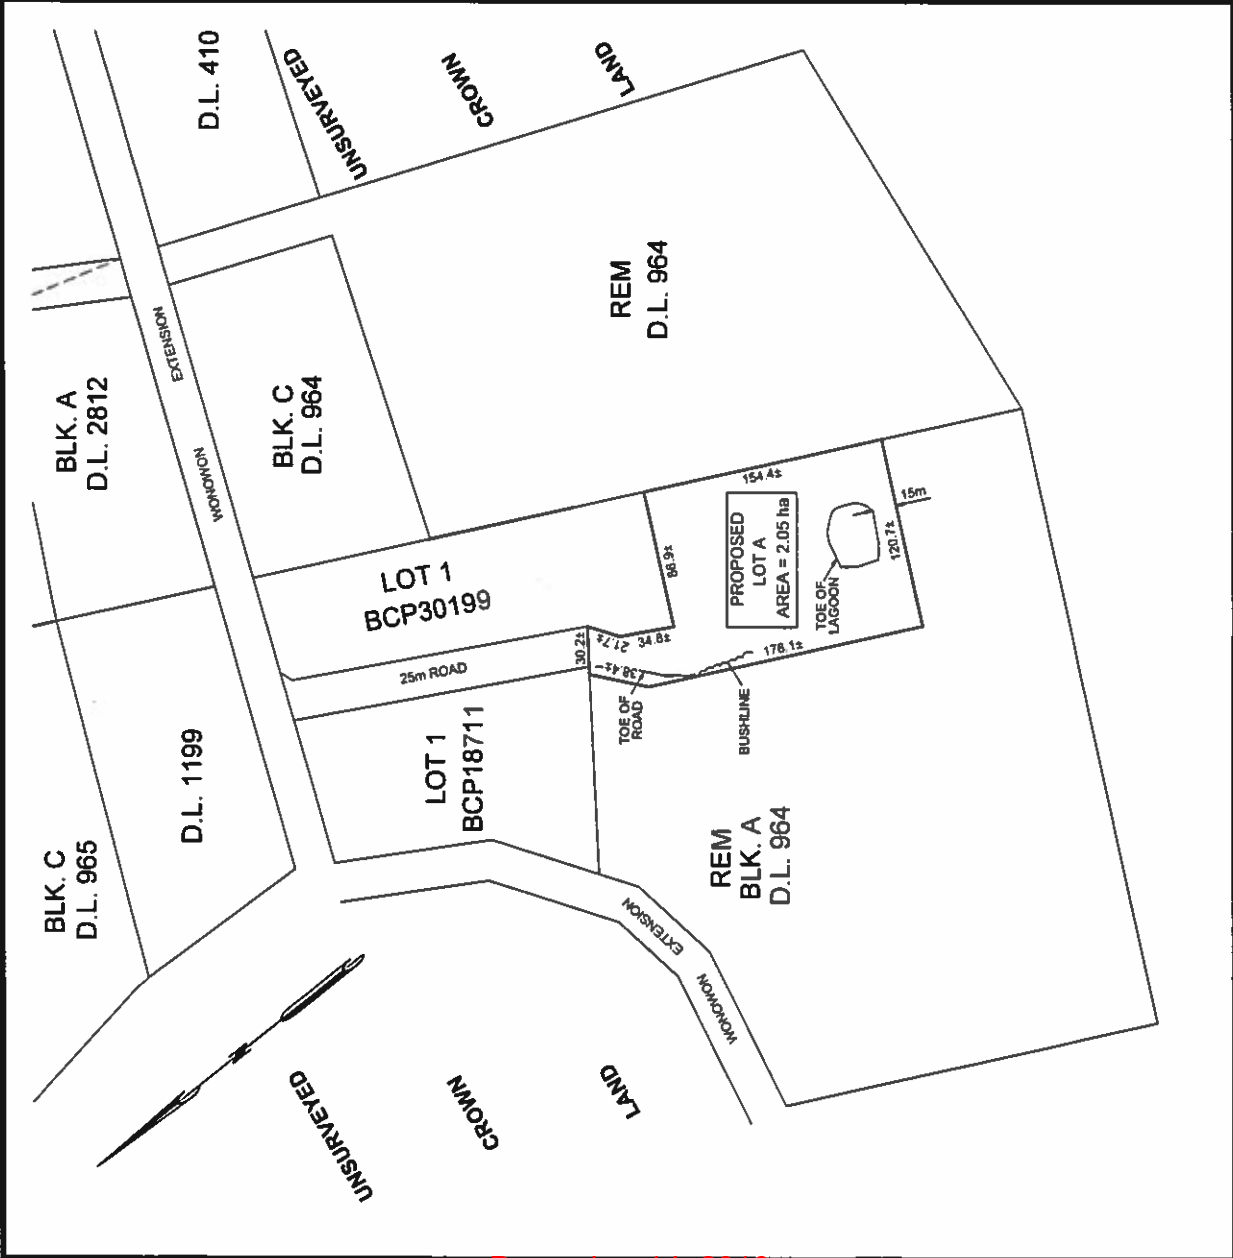 UNSURVEYED
CROWN
LAND
D.L. 410
BLK. A
D.L. 2812
WONOWON
EXTENSION
BLK. C
D.L. 964
REM
D.L. 964
LOT 1
BCP30199
25m ROAD
154.4±
86.9±
PROPOSED
LOT A
AREA = 2.05 ha
15m
120.7±
TOE OF
LAGOON
30.2±
21.7±
34.8±
38.4±
176.1±
TOE OF
ROAD
BUSHLINE
D.L. 1199
LOT 1
BCP18711
BLK. C
D.L. 965
REM
BLK. A
D.L. 964
WONOWON
EXTENSION
N
UNSURVEYED
CROWN
LAND